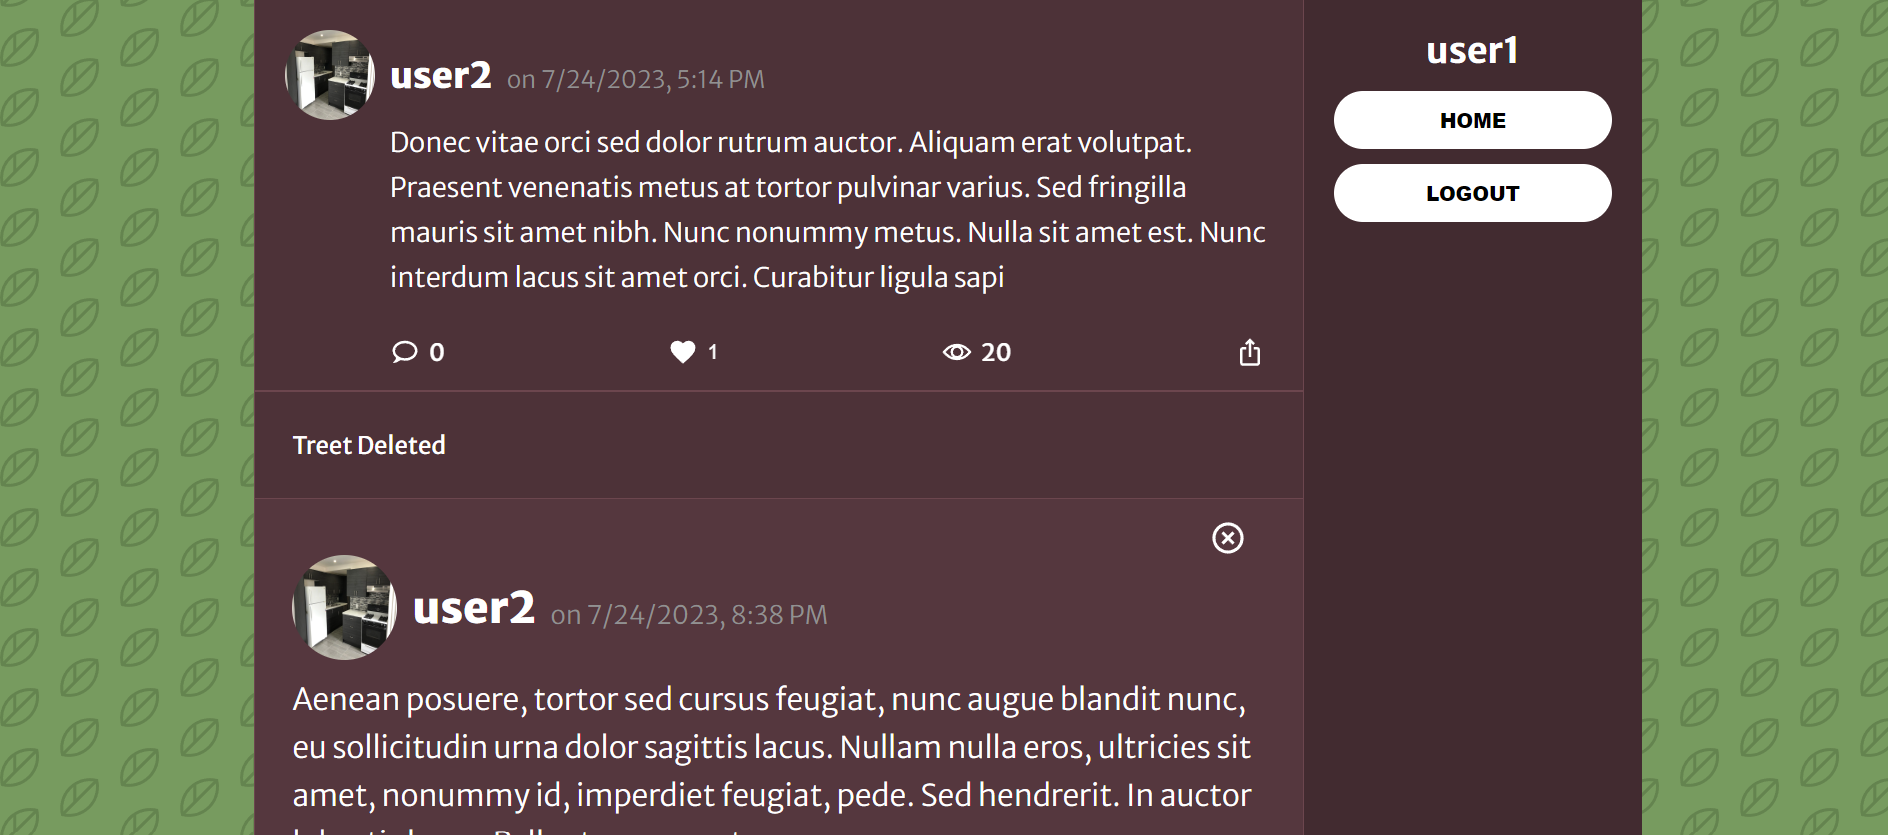 user2 on 7/24/2023, 5:14 PM
Donec vitae orci sed dolor rutrum auctor. Aliquam erat volutpat.
Praesent venenatis metus at tortor pulvinar varius. Sed fringilla
mauris sit amet nibh. Nunc nonummy metus. Nulla sit amet est. Nunc
interdum lacus sit amet orci. Curabitur ligula sapi
0 1 20
Treet Deleted
user2 on 7/24/2023, 8:38 PM
Aenean posuere, tortor sed cursus feugiat, nunc augue blandit nunc,
eu sollicitudin urna dolor sagittis lacus. Nullam nulla eros, ultricies sit
amet, nonummy id, imperdiet feugiat, pede. Sed hendrerit. In auctor
user1
HOME
LOGOUT